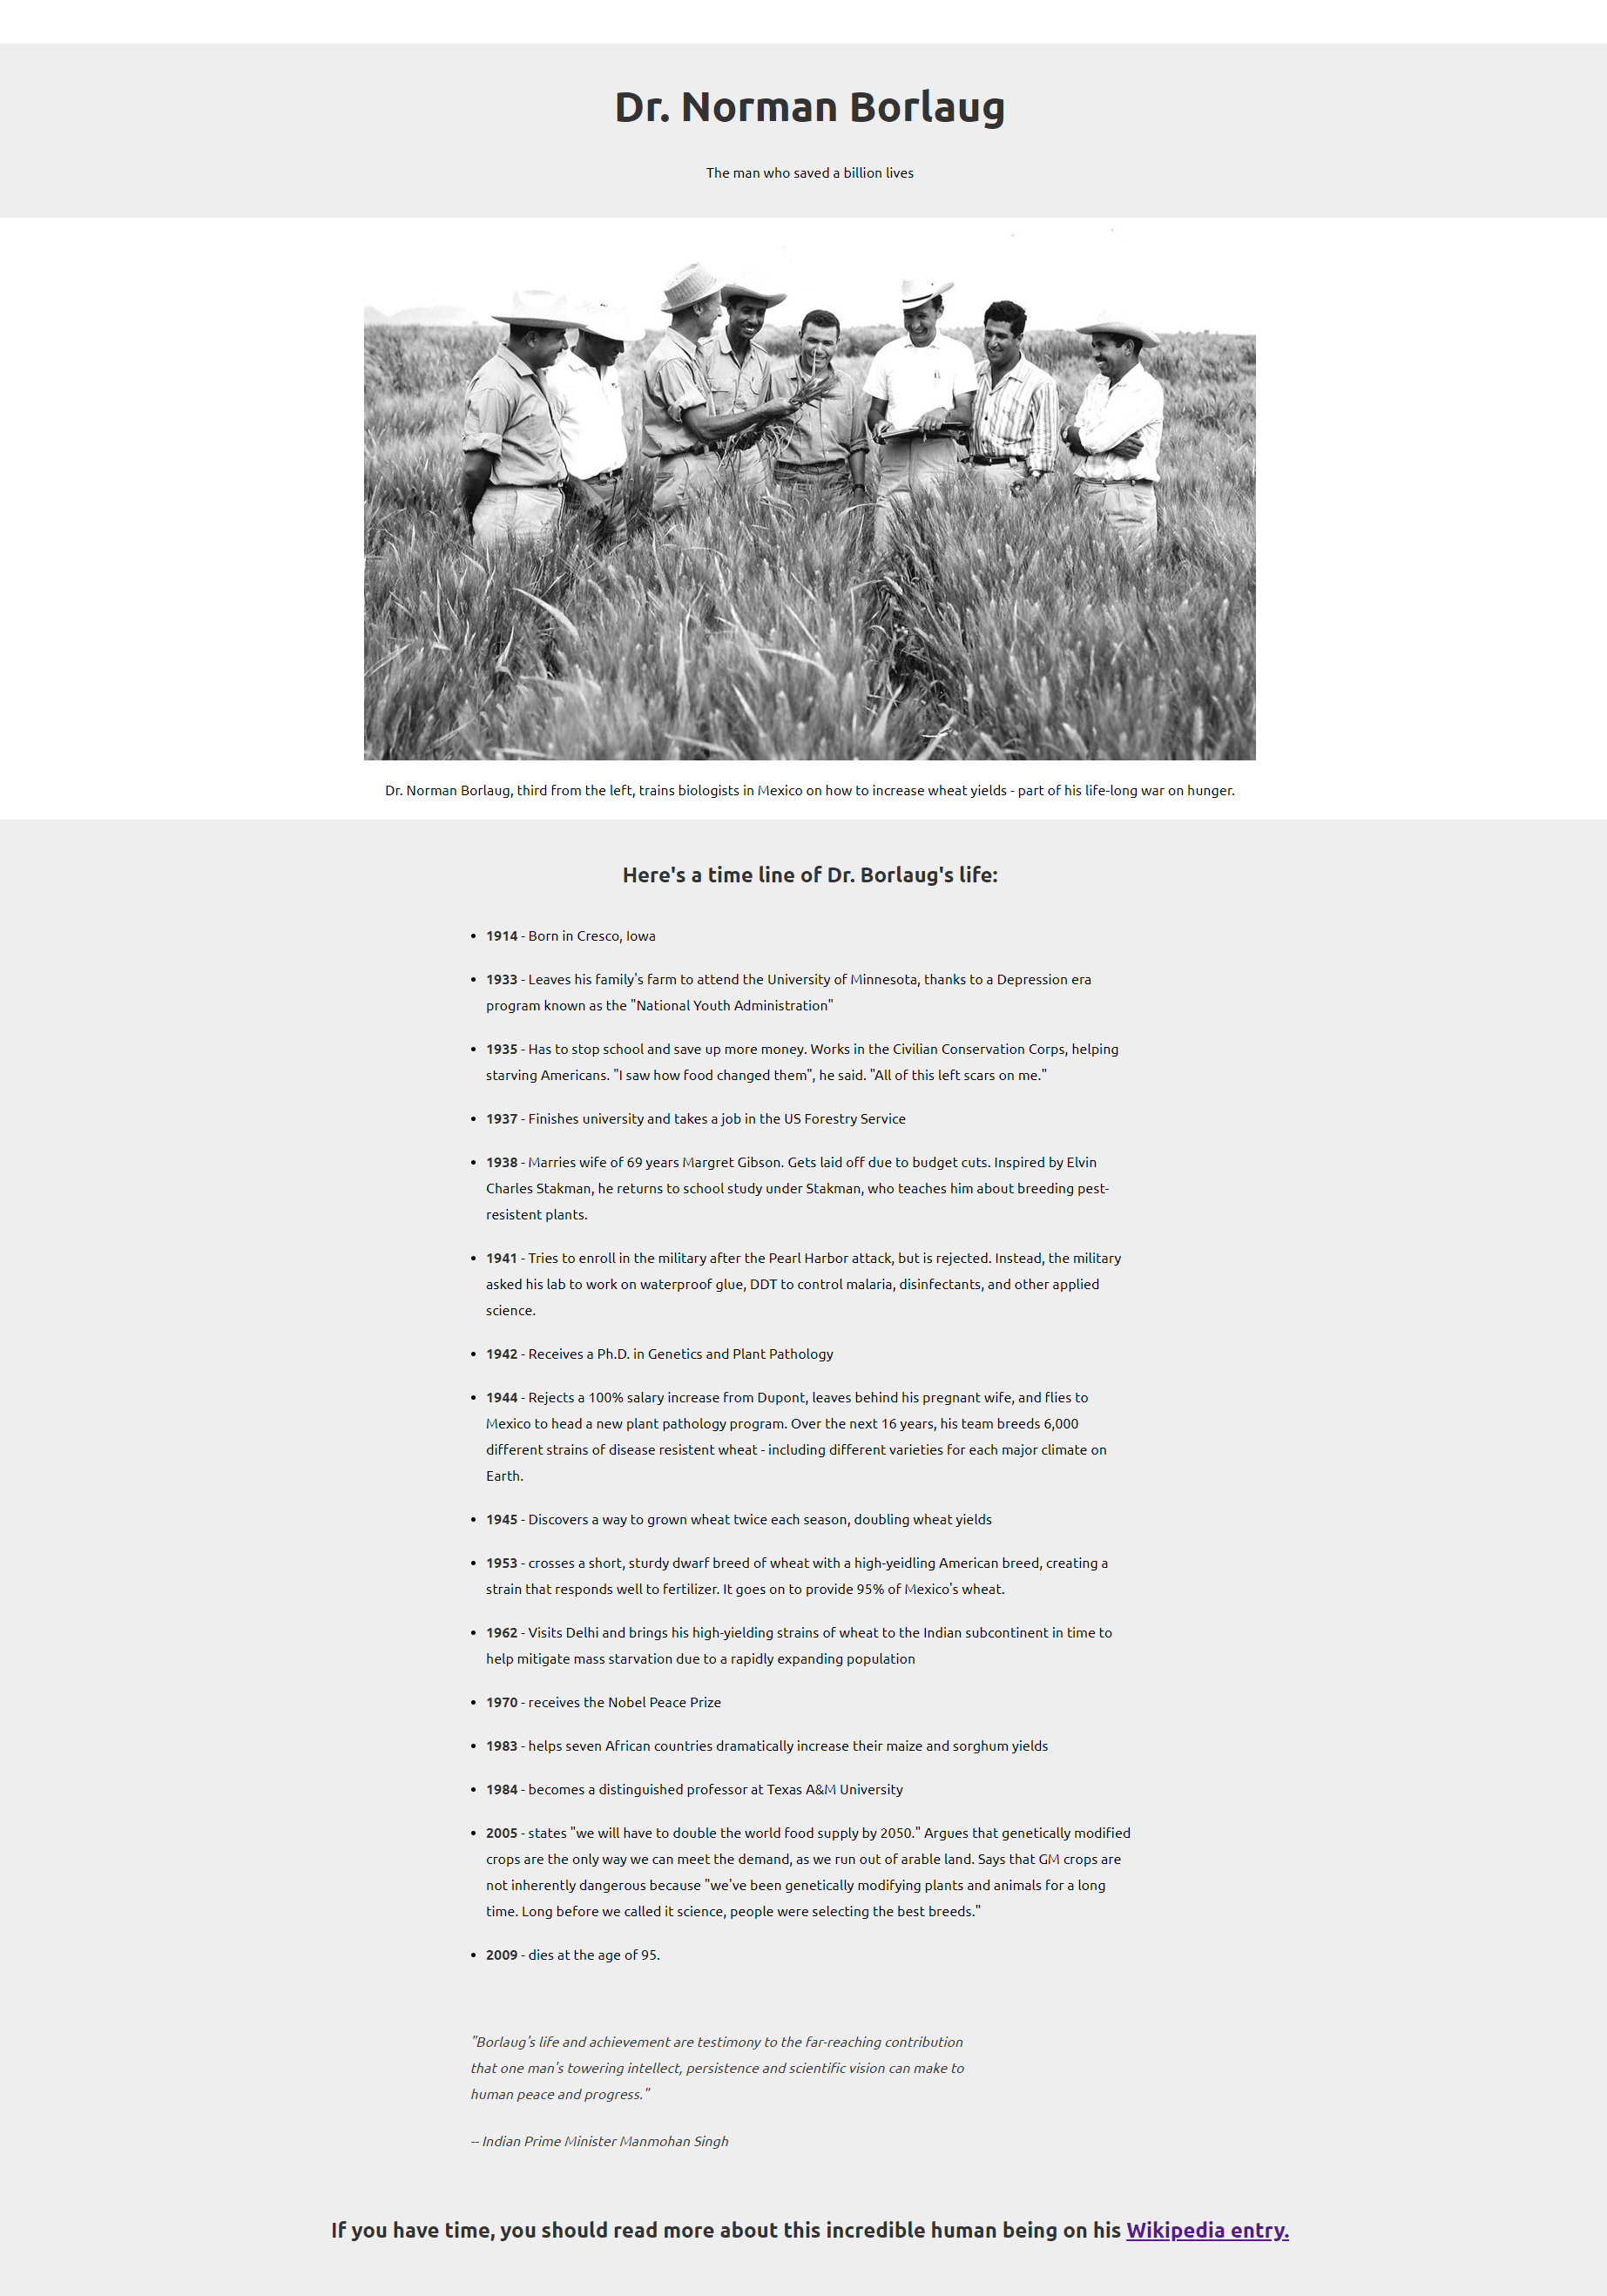 Dr. Norman Borlaug
The man who saved a billion lives
Dr. Norman Borlaug, third from the left, trains biologists in Mexico on how to increase wheat yields - part of his life-long war on hunger.
Here's a time line of Dr. Borlaug's life:
• 1914 - Born in Cresco, Iowa
• 1933 - Leaves his family's farm to attend the University of Minnesota, thanks to a Depression era
program known as the "National Youth Administration"
• 1935 - Has to stop school and save up more money. Works in the Civilian Conservation Corps, helping
starving Americans. "I saw how food changed them", he said. "All of this left scars on me."
• 1937 - Finishes university and takes a job in the US Forestry Service
• 1938 - Marries wife of 69 years Margret Gibson. Gets laid off due to budget cuts. Inspired by Elvin
Charles Stakman, he returns to school study under Stakman, who teaches him about breeding pest-
resistent plants.
• 1941 - Tries to enroll in the military after the Pearl Harbor attack, but is rejected. Instead, the military
asked his lab to work on waterproof glue, DDT to control malaria, disinfectants, and other applied
science.
• 1942 - Receives a Ph.D. in Genetics and Plant Pathology
• 1944 - Rejects a 100% salary increase from Dupont, leaves behind his pregnant wife, and flies to
Mexico to head a new plant pathology program. Over the next 16 years, his team breeds 6,000
different strains of disease resistent wheat - including different varieties for each major climate on
Earth.
• 1945 - Discovers a way to grown wheat twice each season, doubling wheat yields
• 1953 - crosses a short, sturdy dwarf breed of wheat with a high-yeidling American breed, creating a
strain that responds well to fertilizer. It goes on to provide 95% of Mexico's wheat.
• 1962 - Visits Delhi and brings his high-yielding strains of wheat to the Indian subcontinent in time to
help mitigate mass starvation due to a rapidly expanding population
• 1970 - receives the Nobel Peace Prize
• 1983 - helps seven African countries dramatically increase their maize and sorghum yields
• 1984 - becomes a distinguished professor at Texas A&M University
• 2005 - states "we will have to double the world food supply by 2050." Argues that genetically modified
crops are the only way we can meet the demand, as we run out of arable land. Says that GM crops are
not inherently dangerous because "we've been genetically modifying plants and animals for a long
time. Long before we called it science, people were selecting the best breeds."
• 2009 - dies at the age of 95.
"Borlaug's life and achievement are testimony to the far-reaching contribution
that one man's towering intellect, persistence and scientific vision can make to
human peace and progress."
-- Indian Prime Minister Manmohan Singh
If you have time, you should read more about this incredible human being on his Wikipedia entry.